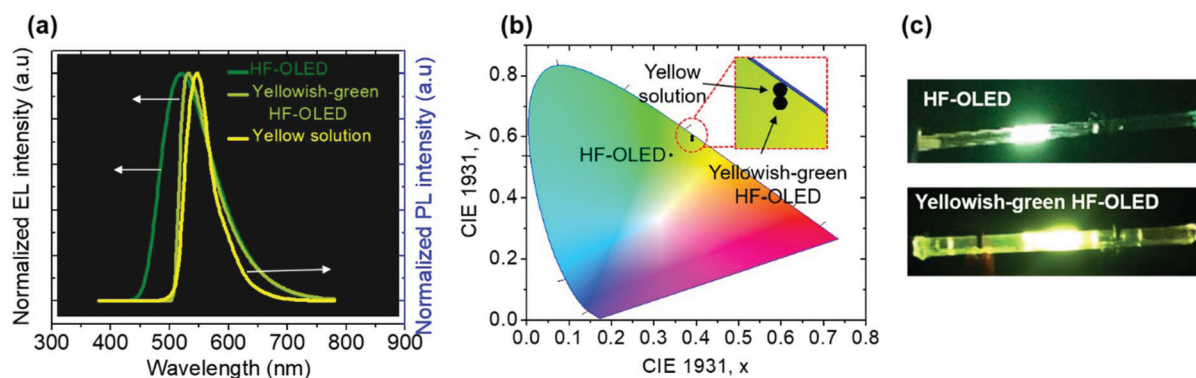 (a)
Normalized EL intensity (a.u)
HF-OLED
Yellowish-green
HF-OLED
Yellow solution
300 400 500 600 700 800 900
Wavelength (nm)
Normalized PL intensity (a.u)
(b)
CIE 1931, y
0.8
0.6
0.4
0.2
0.0
Yellow
solution
HF-OLED
Yellowish-green
HF-OLED
0.0 0.1 0.2 0.3 0.4 0.5 0.6 0.7 0.8
CIE 1931, x
(c)
HF-OLED
Yellowish-green HF-OLED